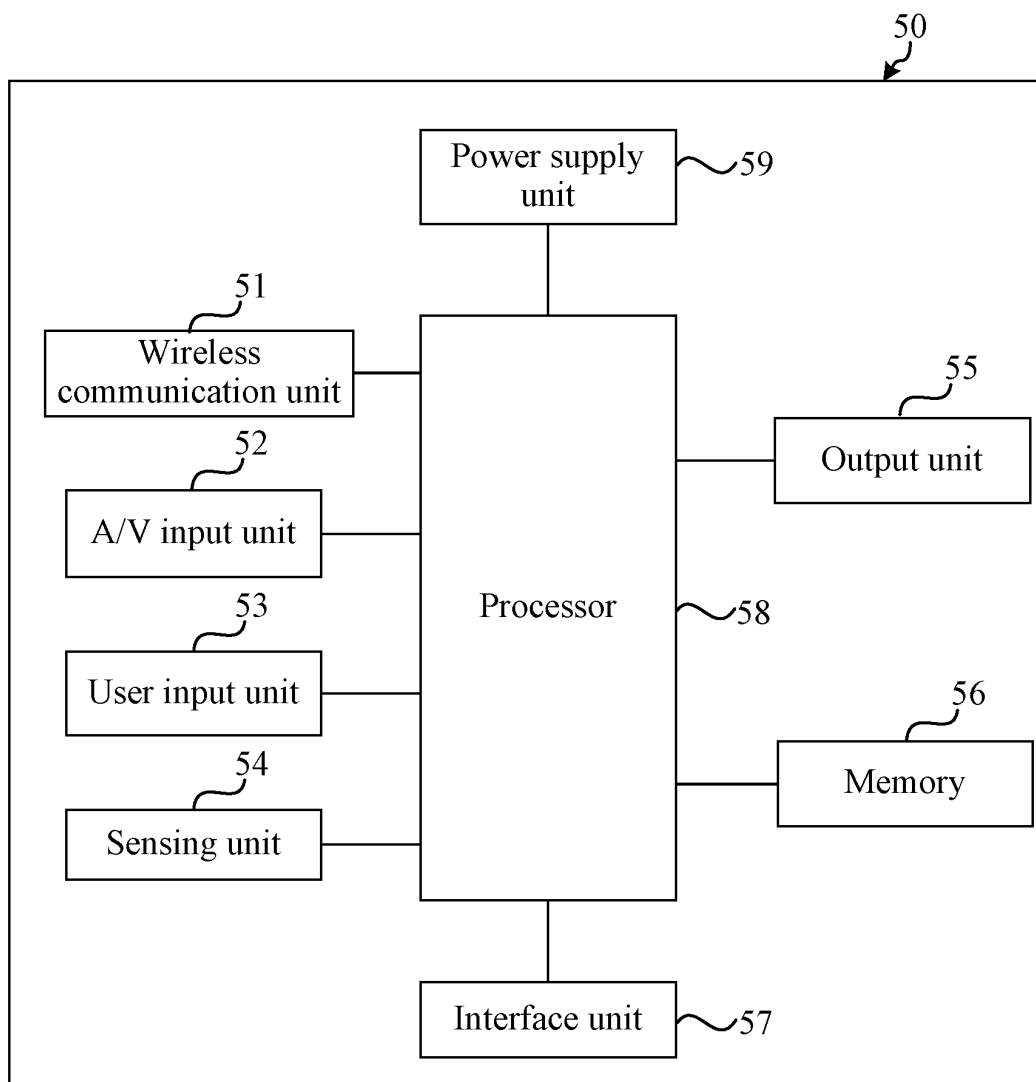 50
Power supply
unit
59
51
Wireless
communication unit
55
Output unit
52
A/V input unit
Processor
58
53
User input unit
56
Memory
54
Sensing unit
Interface unit
57